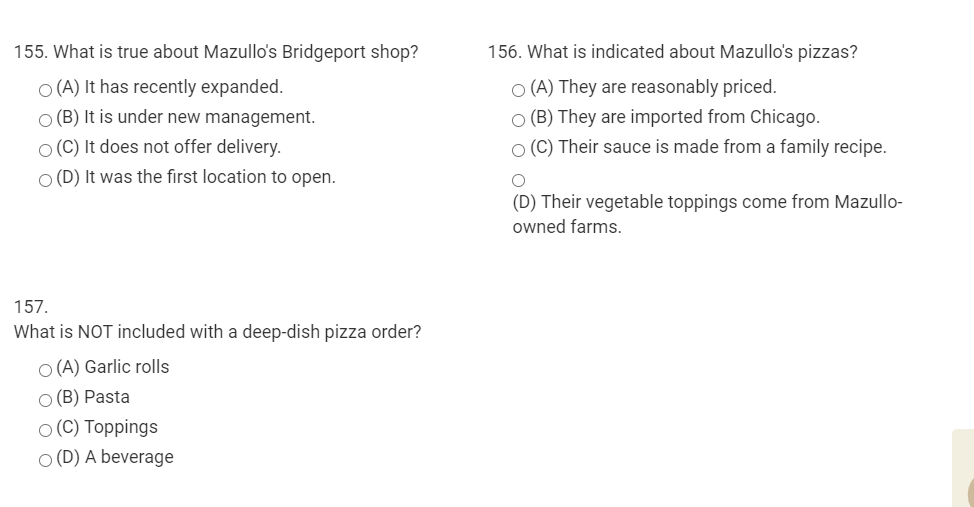 155. What is true about Mazullo's Bridgeport shop?
(A) It has recently expanded.
(B) It is under new management.
(C) It does not offer delivery.
(D) It was the first location to open.
156. What is indicated about Mazullo's pizzas?
(A) They are reasonably priced.
(B) They are imported from Chicago.
(C) Their sauce is made from a family recipe.
(D) Their vegetable toppings come from Mazullo-
owned farms.
157.
What is NOT included with a deep-dish pizza order?
(A) Garlic rolls
(B) Pasta
(C) Toppings
(D) A beverage